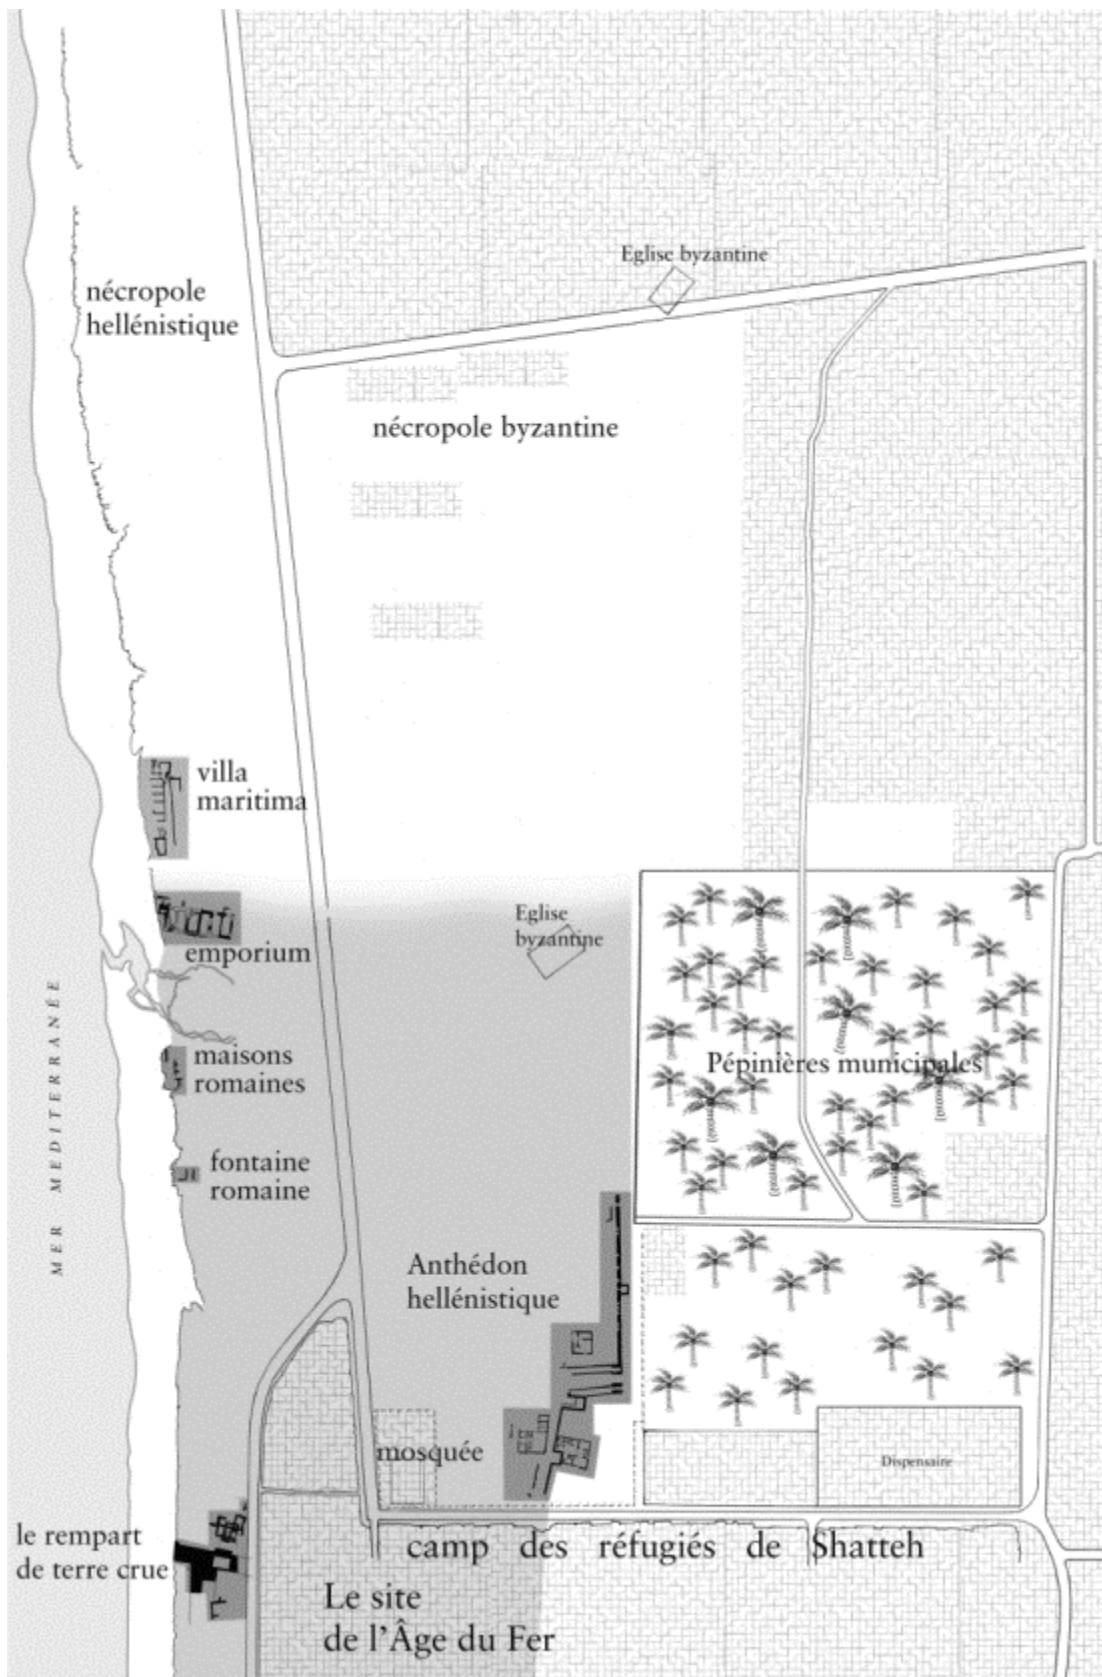 Eglise byzantine
nécropole
hellénistique
nécropole byzantine
villa
maritima
Eglise
byzantine
emporium
MER MEDITERRANÉE
maisons
romaines
Pépinières municipales
fontaine
romaine
Anthédon
hellénistique
mosquée
Dispensaire
le rempart
de terre crue
camp des réfugiés de Shatteh
Le site
de l'Âge du Fer